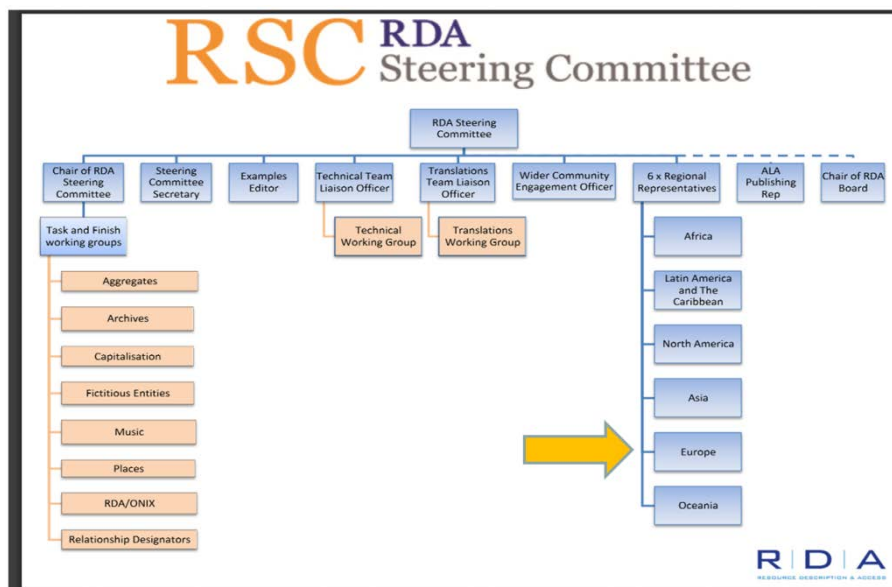 RSC RDA
Steering Committee
RDA Steering
Committee
Chair of RDA
Steering
Committee
Steering
Committee
Secretary
Examples
Editor
Technical Team
Liaison Officer
Translations
Team Liaison
Officer
Wider Community
Engagement Officer
6 x Regional
Representatives
ALA
Publishing
Rep
Chair of RDA
Board
Task and Finish
working groups
Technical
Working Group
Translations
Working Group
Aggregates
Archives
Capitalisation
Fictitious Entities
Music
Places
RDA/ONIX
Relationship Designators
Africa
Latin America
and The
Caribbean
North America
Asia
Europe
Oceania
R|D|A
RESOURCE DESCRIPTION & ACCESS